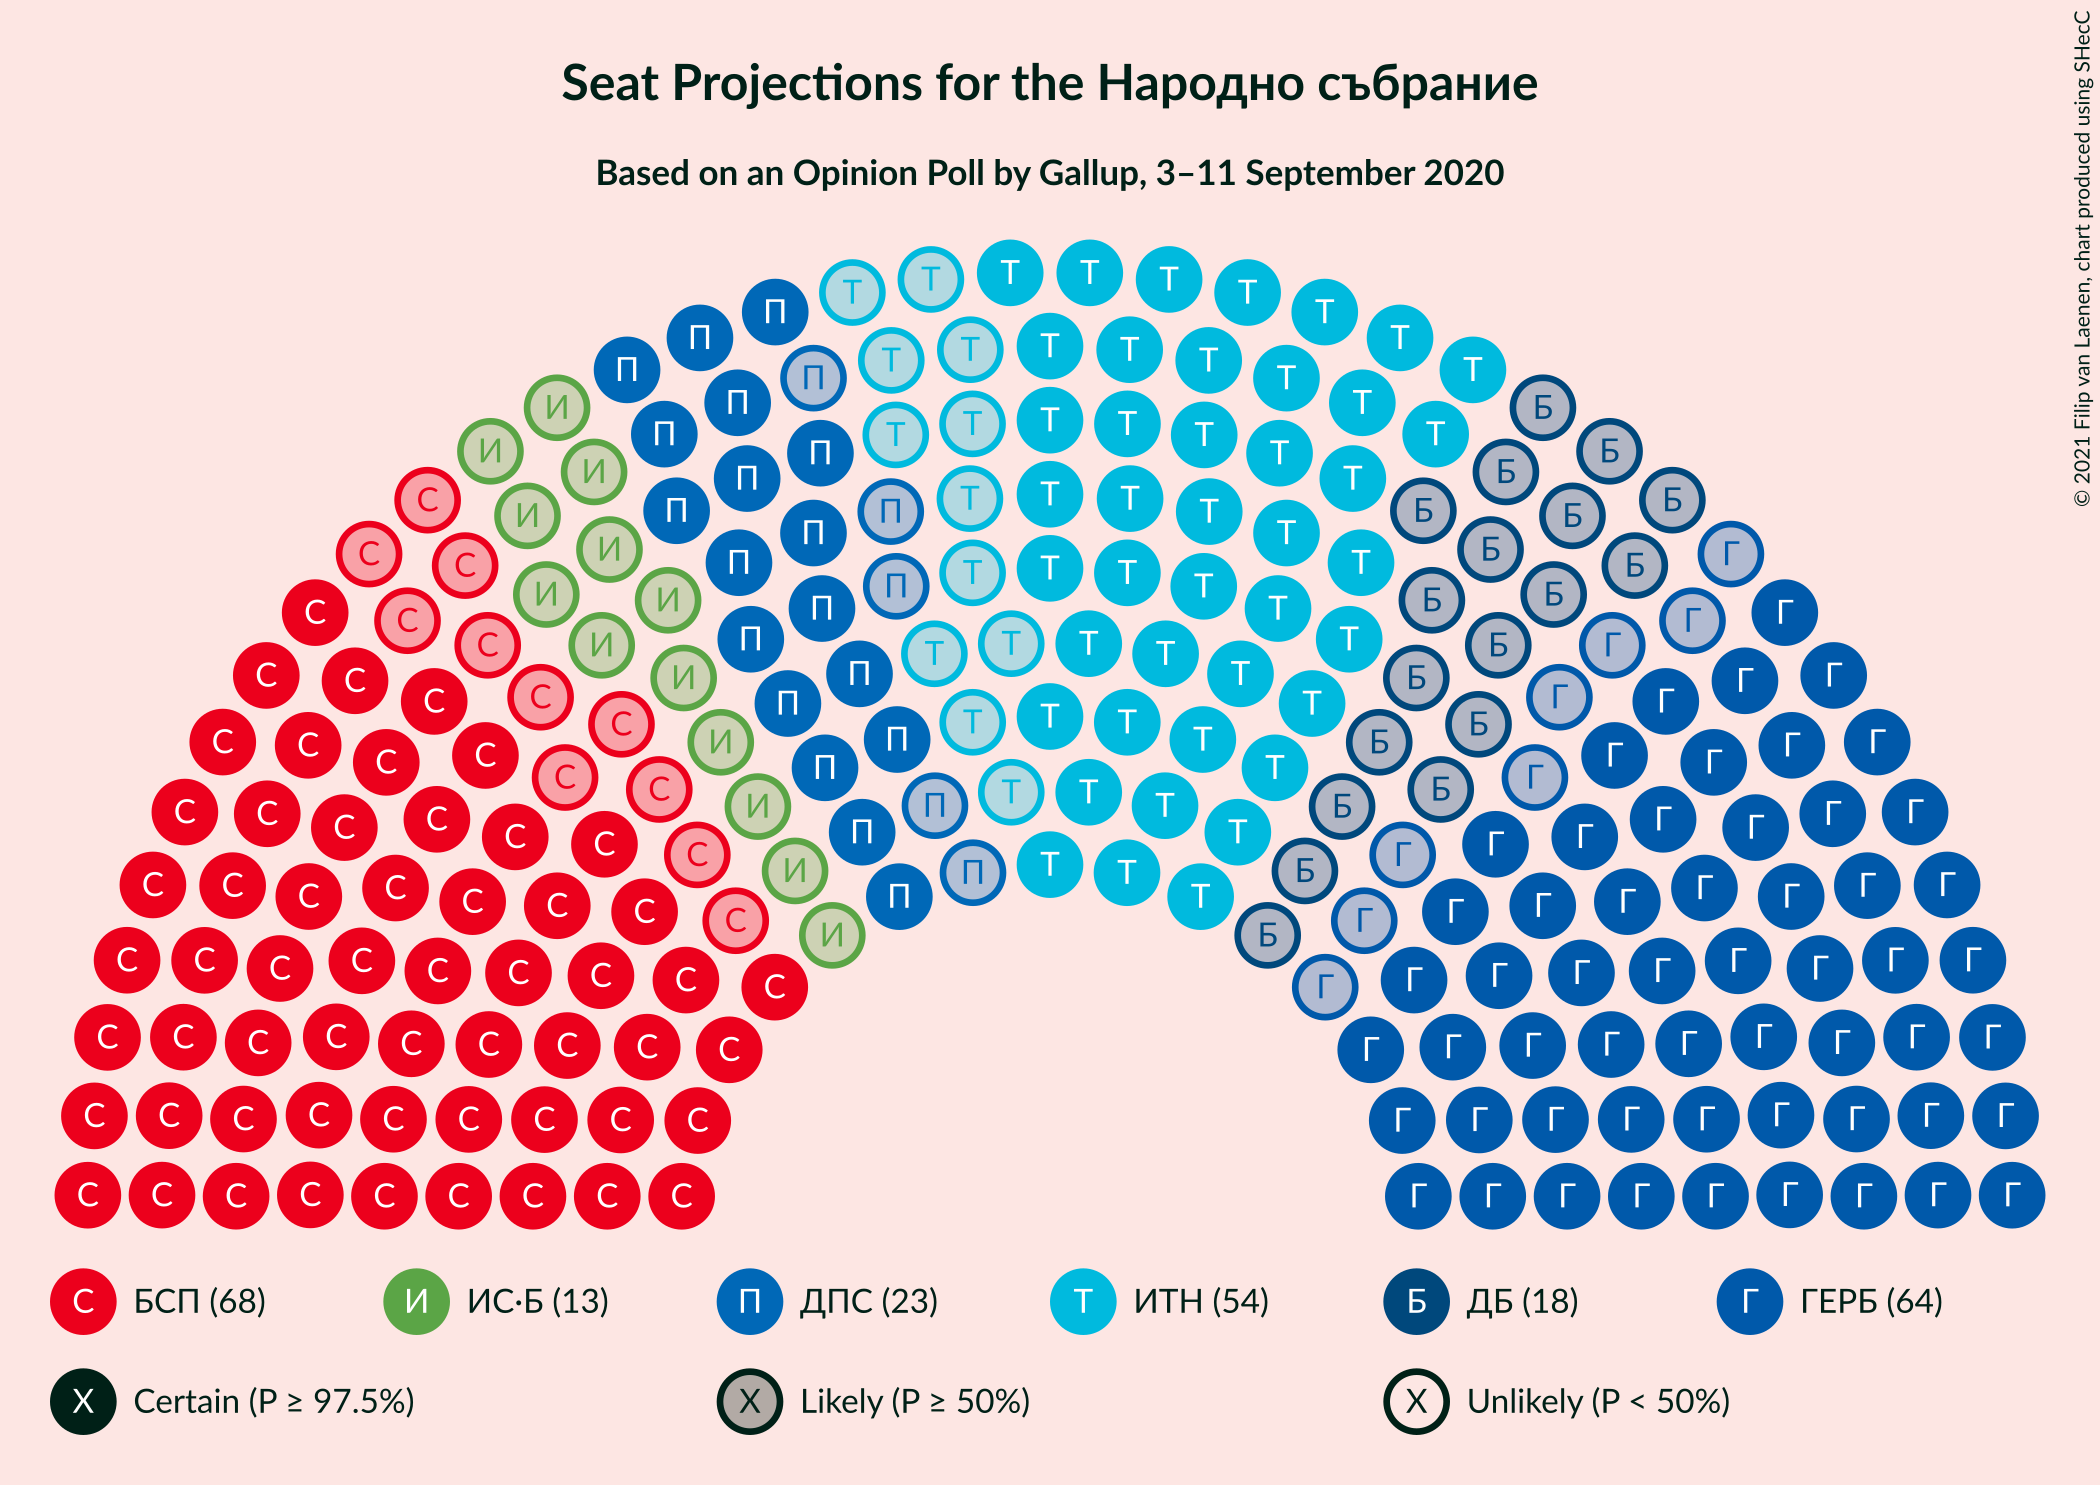 Seat Projections for the Народно събрание
Based on an Opinion Poll by Gallup, 3–11 September 2020
© 2021 Filip van Laenen, chart produced using SHecC
С БСП (68) И ИС·Б (13) П ДПС (23) Т ИТН (54) Б ДБ (18) Г ГЕРБ (64)
X Certain (P ≥ 97.5%) X Likely (P ≥ 50%) X Unlikely (P < 50%)